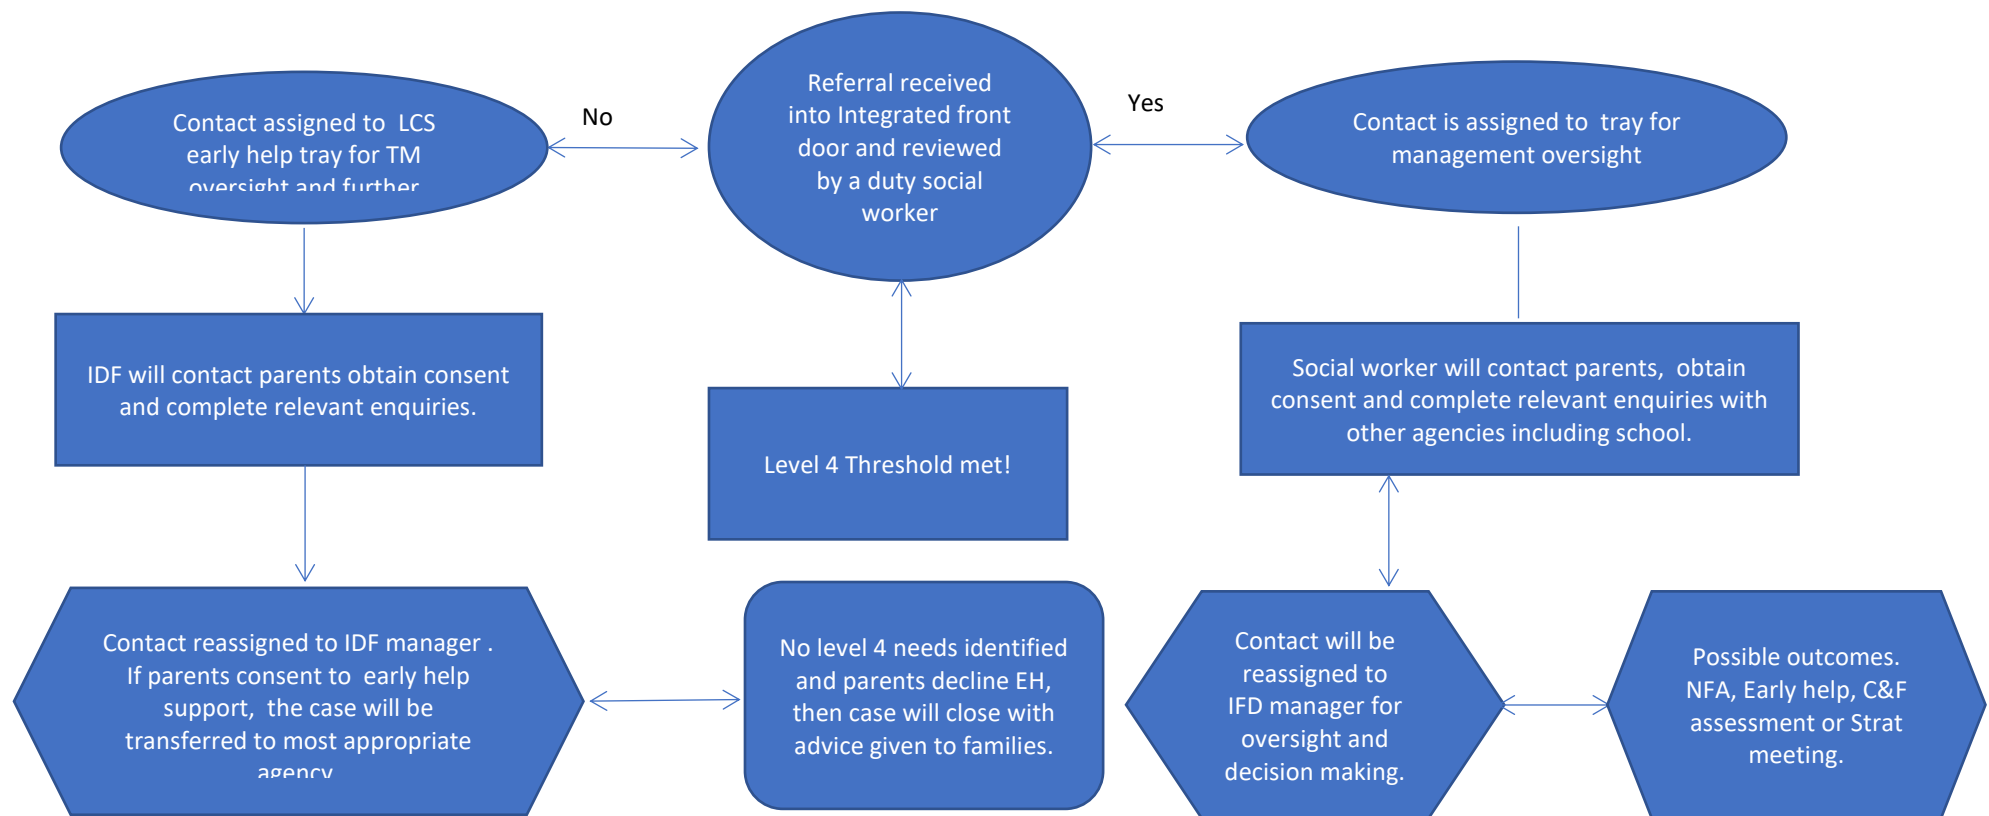 Contact assigned to  LCS
early help tray for TM
oversight and further
No
Referral received
into Integrated front
door and reviewed
by a duty social
worker
Yes
Contact is assigned to  tray for
management oversight
IDF will contact parents obtain consent
and complete relevant enquiries.
Level 4 Threshold met!
Social worker will contact parents,  obtain
consent and complete relevant enquiries with
other agencies including school.
Contact reassigned to IDF manager .
If parents consent to  early help
support,  the case will be
transferred to most appropriate
agency
No level 4 needs identified
and parents decline EH,
then case will close with
advice given to families.
Contact will be
reassigned to
IFD manager for
oversight and
decision making.
Possible outcomes.
NFA, Early help, C&F
assessment or Strat
meeting.